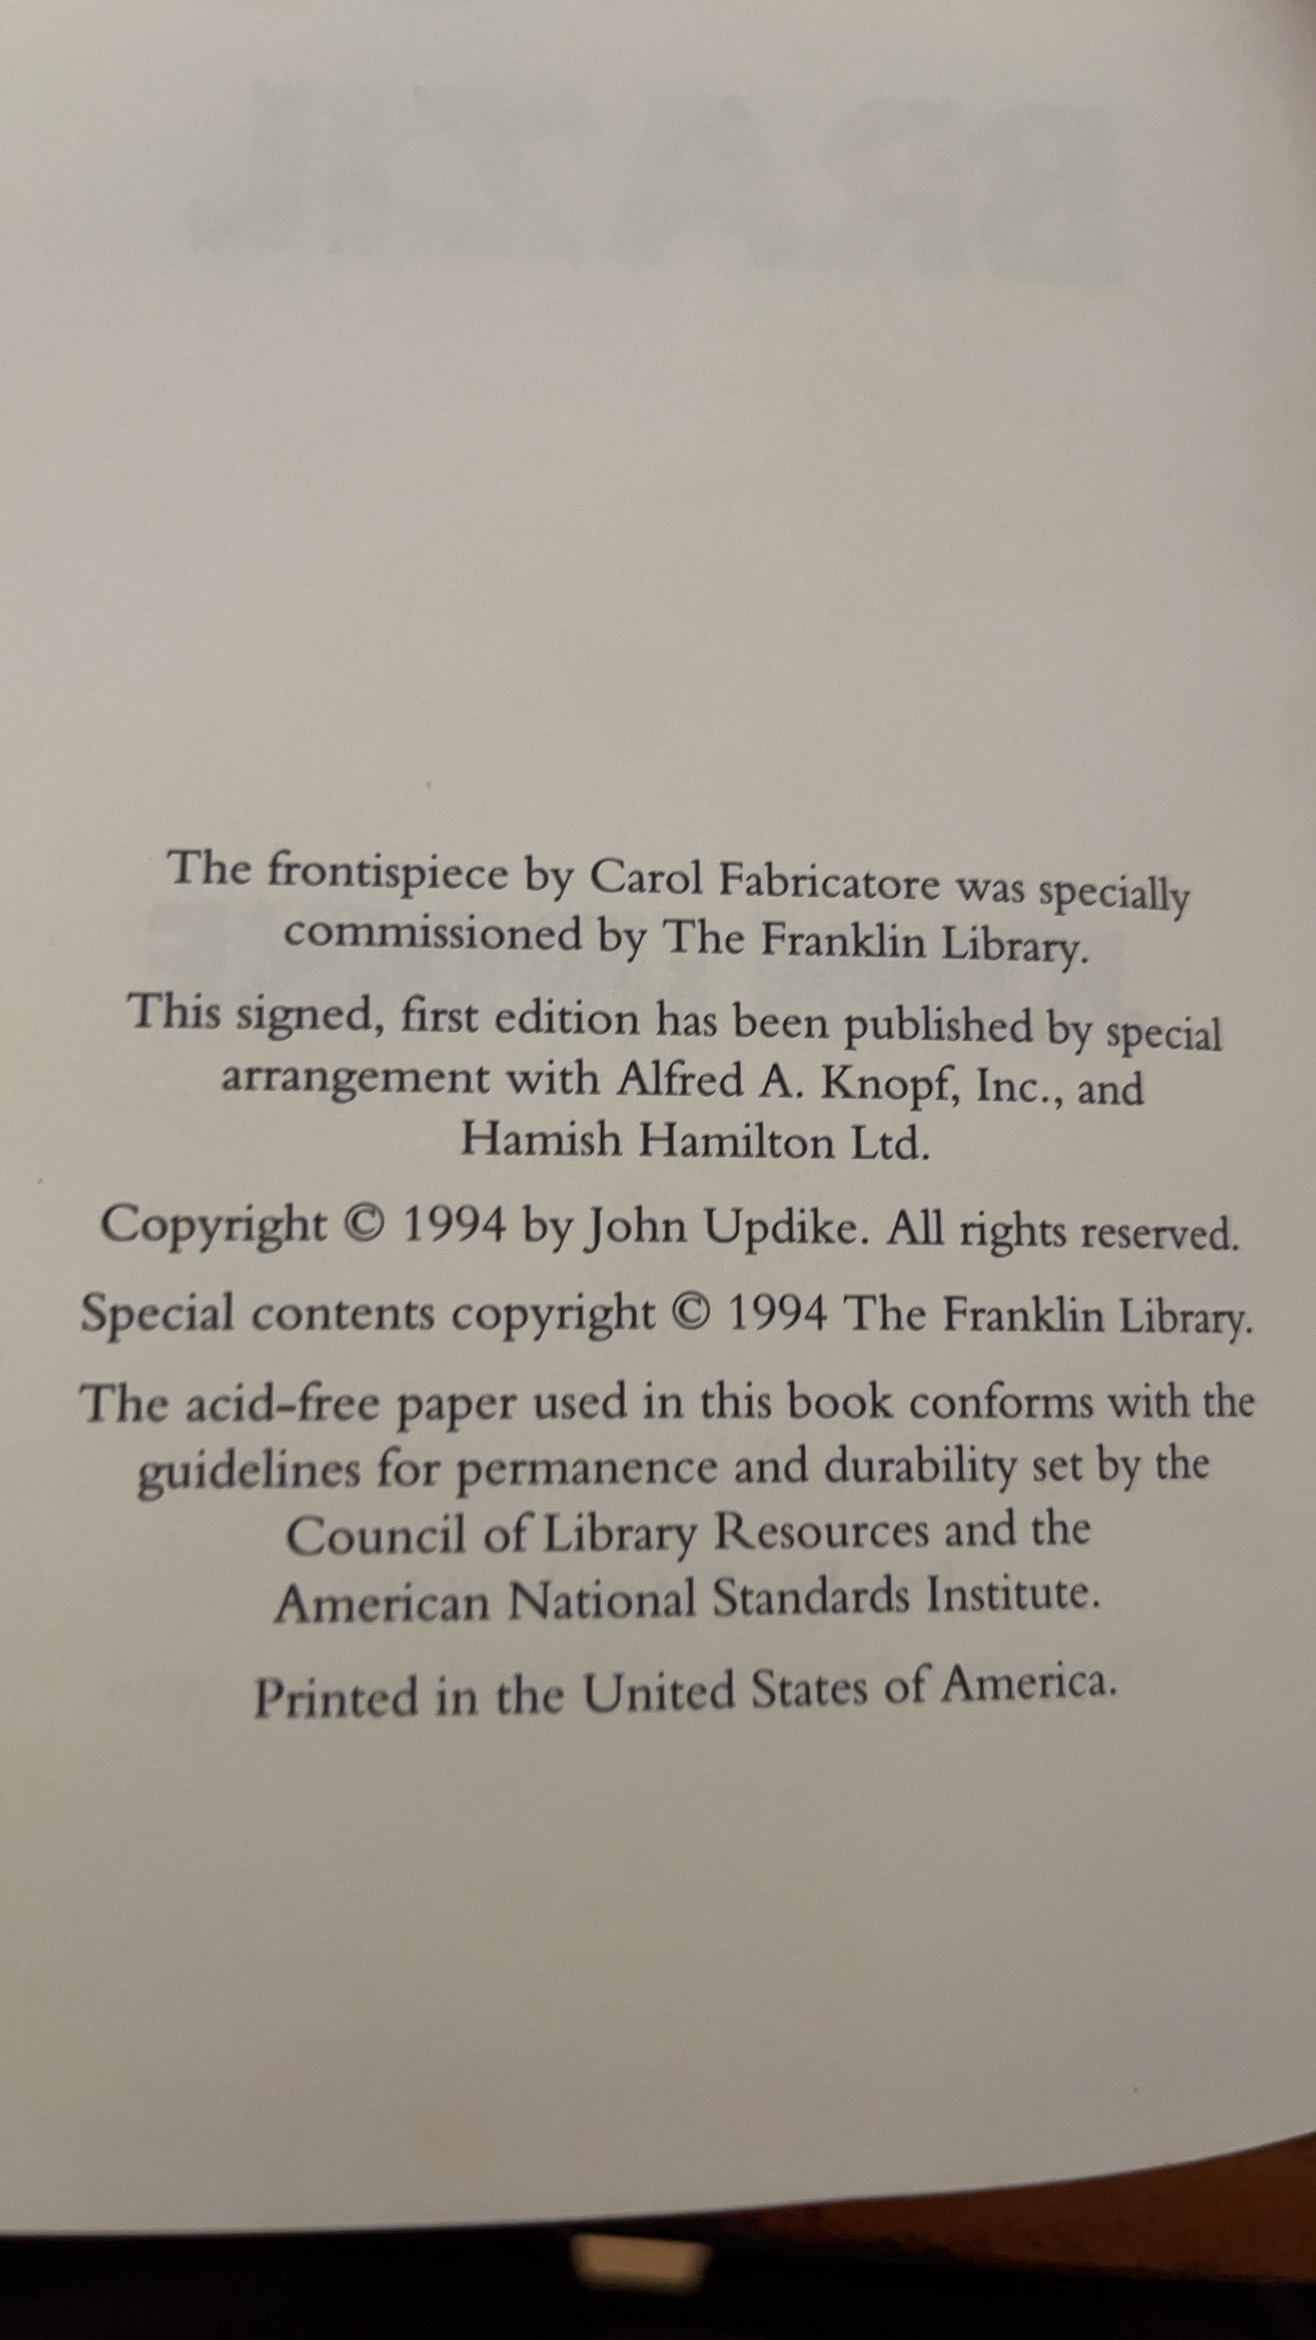 BRAZIL
The frontispiece by Carol Fabricatore was specially
commissioned by The Franklin Library.
This signed, first edition has been published by special
arrangement with Alfred A. Knopf, Inc., and
Hamish Hamilton Ltd.
Copyright © 1994 by John Updike. All rights reserved.
Special contents copyright © 1994 The Franklin Library.
The acid-free paper used in this book conforms with the
guidelines for permanence and durability set by the
Council of Library Resources and the
American National Standards Institute.
Printed in the United States of America.